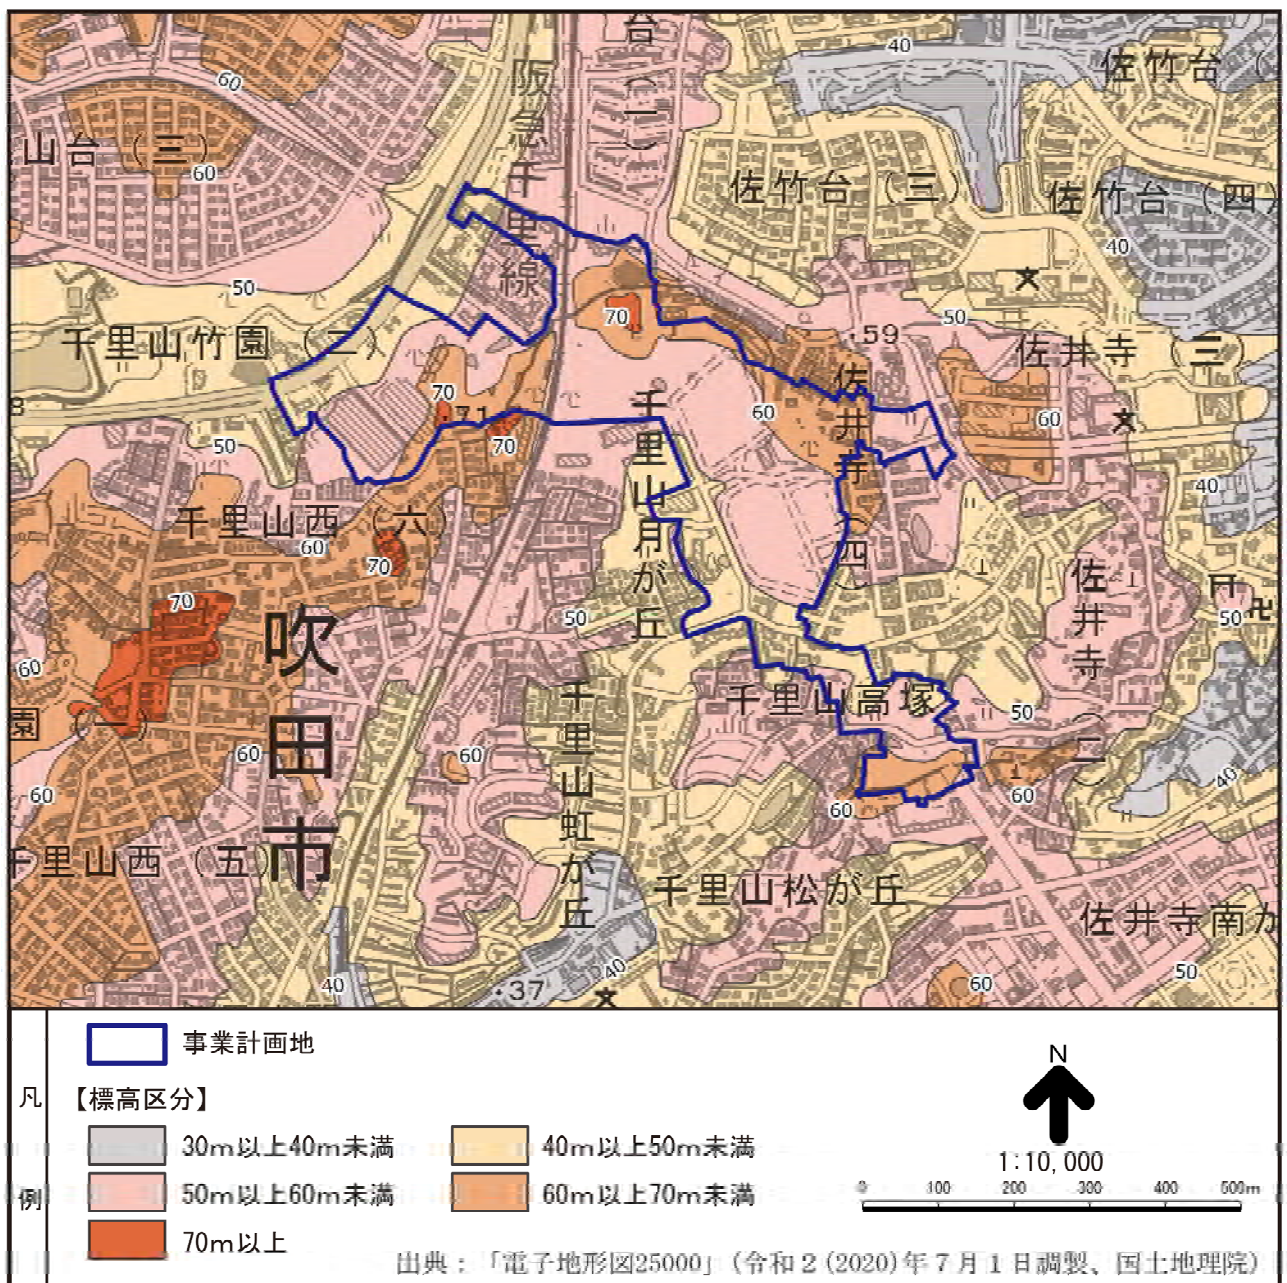 台(一)
40
佐竹台(
阪急千里線
60
山台(三)
60
佐竹台(三)
佐竹台(四)
40
50
70
50
千里山竹園(二)
・59
佐井寺(三)
8
70
・71
千里山月が丘
60
佐井寺(四)
60
50
70
40
千里山西(六)
60
70
70
吹田市
50
佐井寺(二)
50
60
園(一)
千里山虹が丘
千里山高塚
50
60
60
60
60
60
40
千里山西(五)
千里山松が丘
佐井寺南が
50
60
40
・37
40
凡例
事業計画地
【標高区分】
30m以上40m未満
40m以上50m未満
50m以上60m未満
60m以上70m未満
70m以上
N
1:10,000
0 100 200 300 400 500m
出典:「電子地形図25000」(令和2(2020)年7月1日調製、国土地理院)